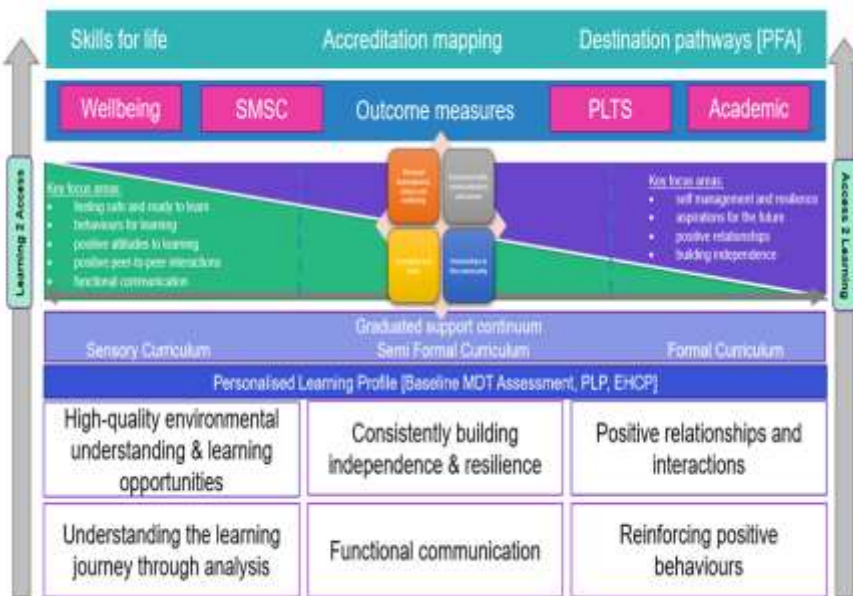 Skills for life Accreditation mapping Destination pathways [PFA]
Wellbeing SMSC Outcome measures PLTS Academic
Learning 2 Access
Key focus areas:
feeling safe and ready to learn
behaviours for learning
positive attitudes to learning
positive peer-to-peer interactions
functional communication
Key focus areas:
self management and resilience
aspirations for the future
positive relationships
building independence
Access 2 Learning
Graduated support continuum
Sensory Curriculum Semi Formal Curriculum Formal Curriculum
Personalised Learning Profile [Baseline MDT Assessment, PLP, EHCP]
High-quality environmental
understanding & learning
opportunities
Consistently building
independence & resilience
Positive relationships and
interactions
Understanding the learning
journey through analysis
Functional communication
Reinforcing positive
behaviours